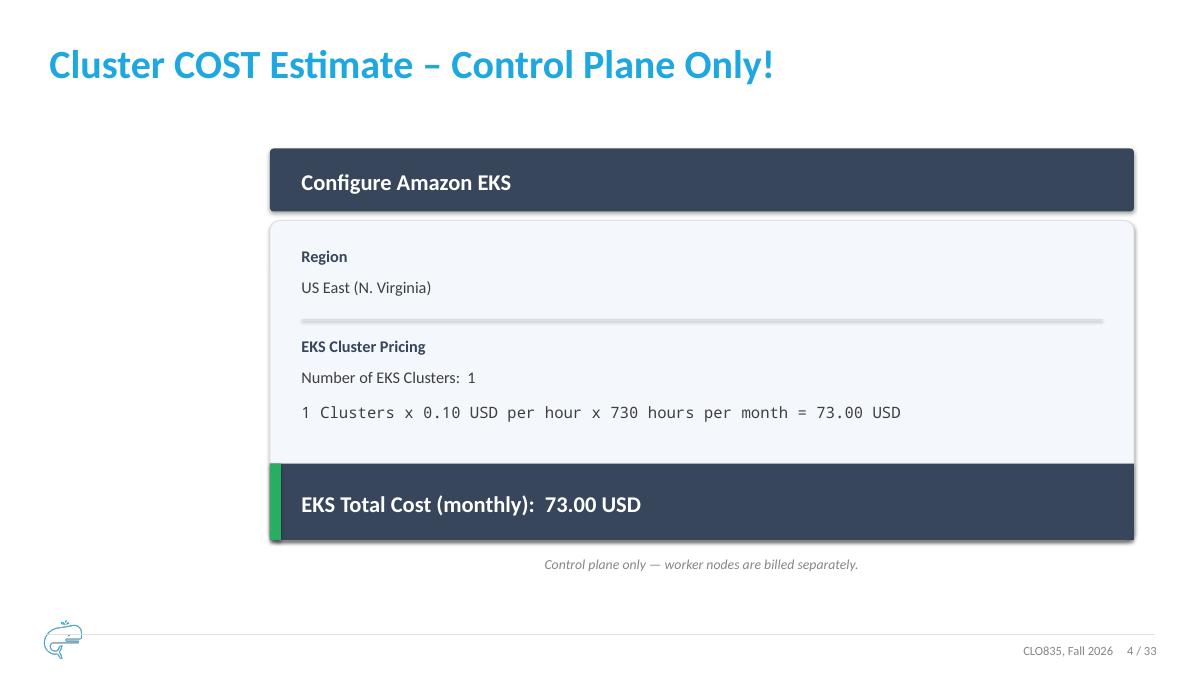 Cluster COST Estimate – Control Plane Only!
Configure Amazon EKS
Region
US East (N. Virginia)
EKS Cluster Pricing
Number of EKS Clusters:  1
1 Clusters x 0.10 USD per hour x 730 hours per month = 73.00 USD
EKS Total Cost (monthly):  73.00 USD
Control plane only — worker nodes are billed separately.
CLO835, Fall 2026    4 / 33